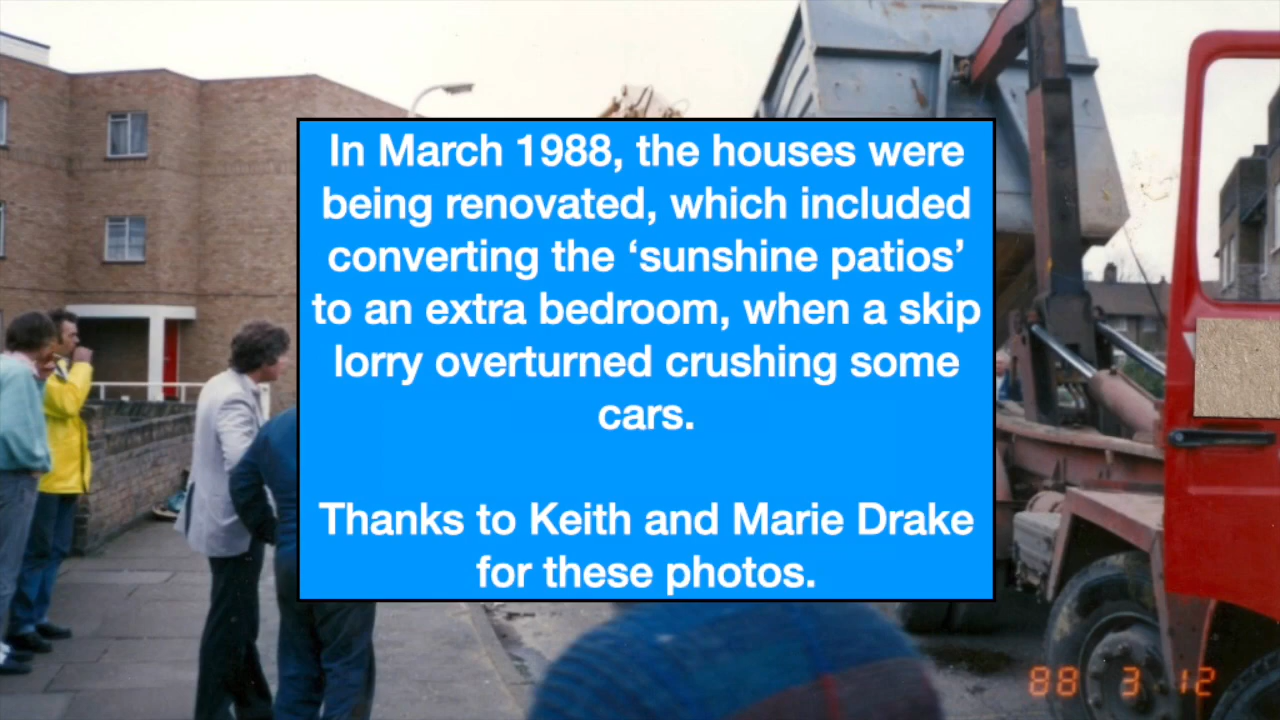 In March 1988, the houses were
being renovated, which included
converting the ‘sunshine patios’
to an extra bedroom, when a skip
lorry overturned crushing some
cars.
Thanks to Keith and Marie Drake
for these photos.
88 3 12